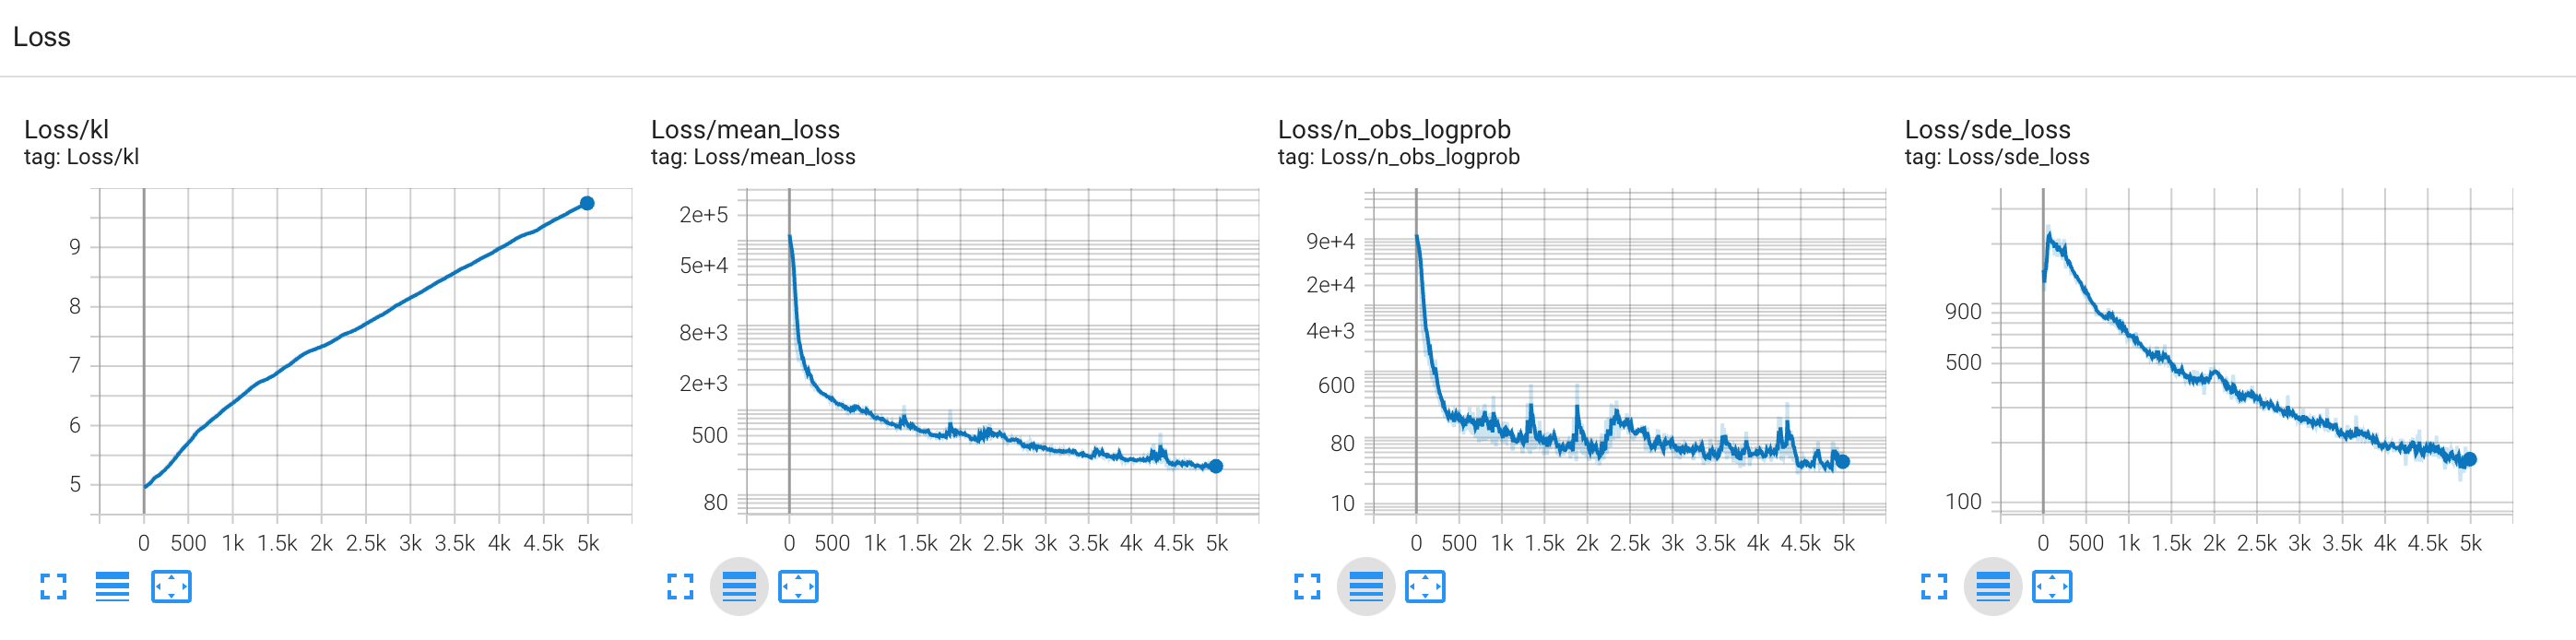 Loss
Loss/kl
tag: Loss/kl
9
8
7
6
5
0 500 1k 1.5k 2k 2.5k 3k 3.5k 4k 4.5k 5k
Loss/mean_loss
tag: Loss/mean_loss
2e+5
5e+4
8e+3
2e+3
500
80
0 500 1k 1.5k 2k 2.5k 3k 3.5k 4k 4.5k 5k
Loss/n_obs_logprob
tag: Loss/n_obs_logprob
9e+4
2e+4
4e+3
600
80
10
0 500 1k 1.5k 2k 2.5k 3k 3.5k 4k 4.5k 5k
Loss/sde_loss
tag: Loss/sde_loss
900
500
100
0 500 1k 1.5k 2k 2.5k 3k 3.5k 4k 4.5k 5k